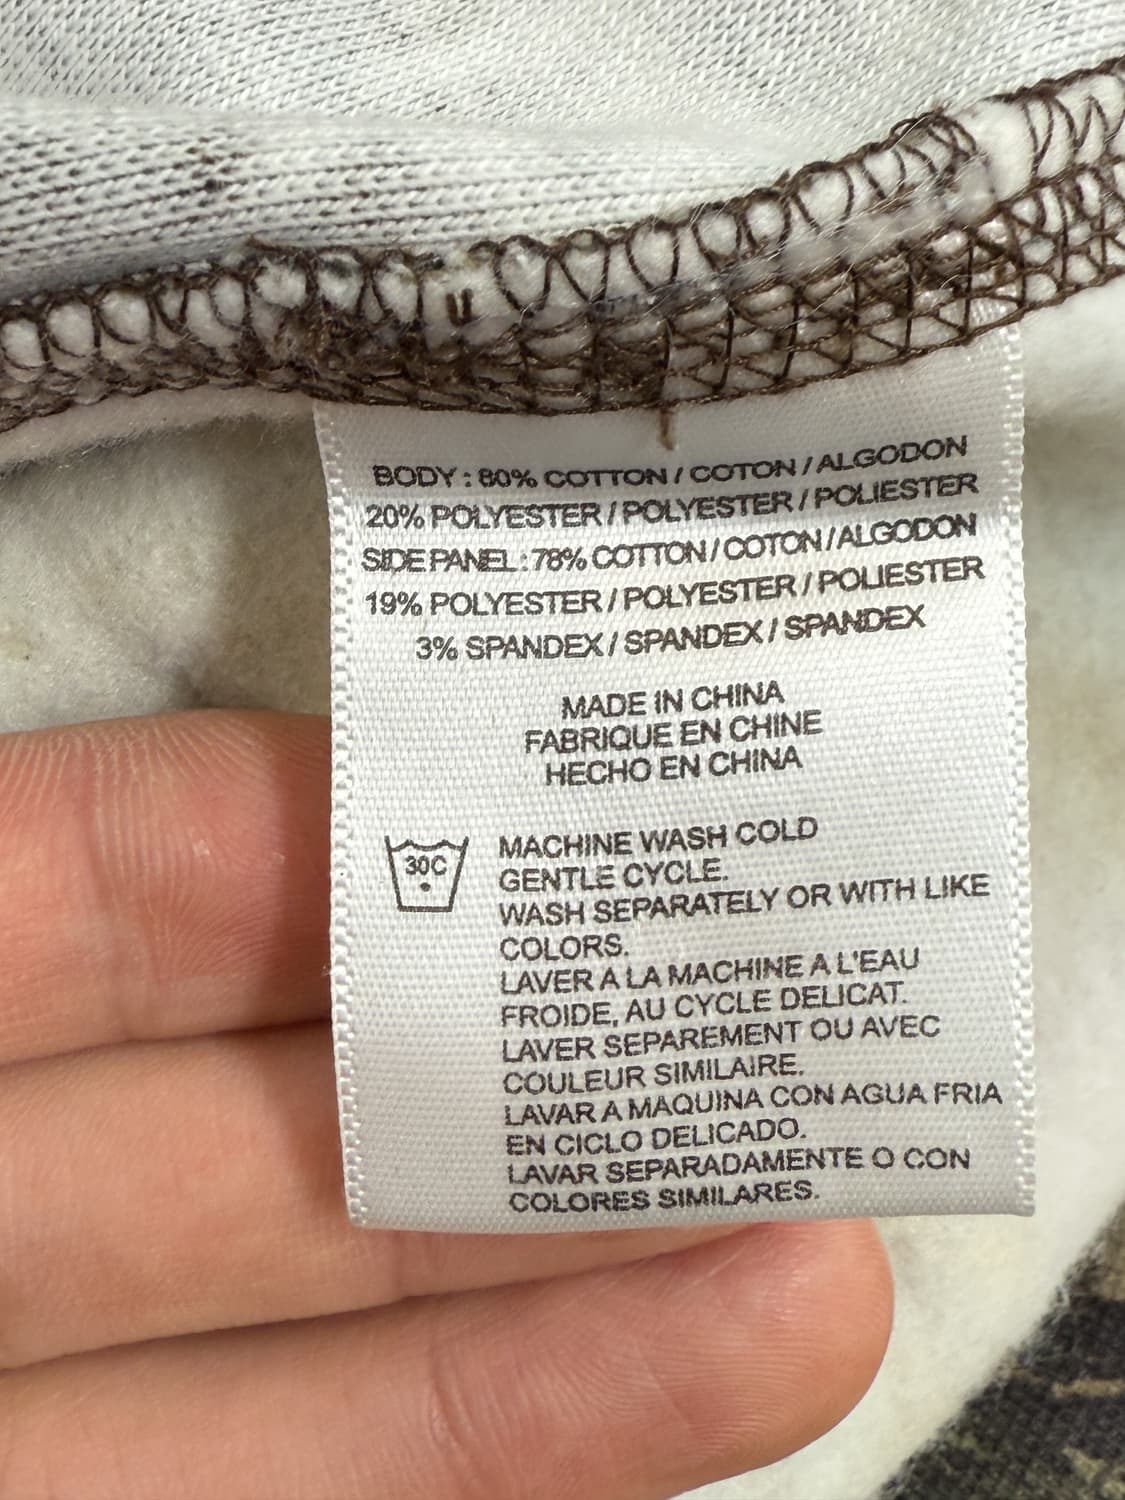 BODY : 80% COTTON / COTON / ALGODON
20% POLYESTER / POLYESTER / POLIESTER
SIDE PANEL : 78% COTTON / COTON / ALGODON
19% POLYESTER / POLYESTER / POLIESTER
3% SPANDEX / SPANDEX / SPANDEX
MADE IN CHINA
FABRIQUE EN CHINE
HECHO EN CHINA
30C
MACHINE WASH COLD
GENTLE CYCLE.
WASH SEPARATELY OR WITH LIKE
COLORS.
LAVER A LA MACHINE A L'EAU
FROIDE, AU CYCLE DELICAT.
LAVER SEPAREMENT OU AVEC
COULEUR SIMILAIRE.
LAVAR A MAQUINA CON AGUA FRIA
EN CICLO DELICADO.
LAVAR SEPARADAMENTE O CON
COLORES SIMILARES.